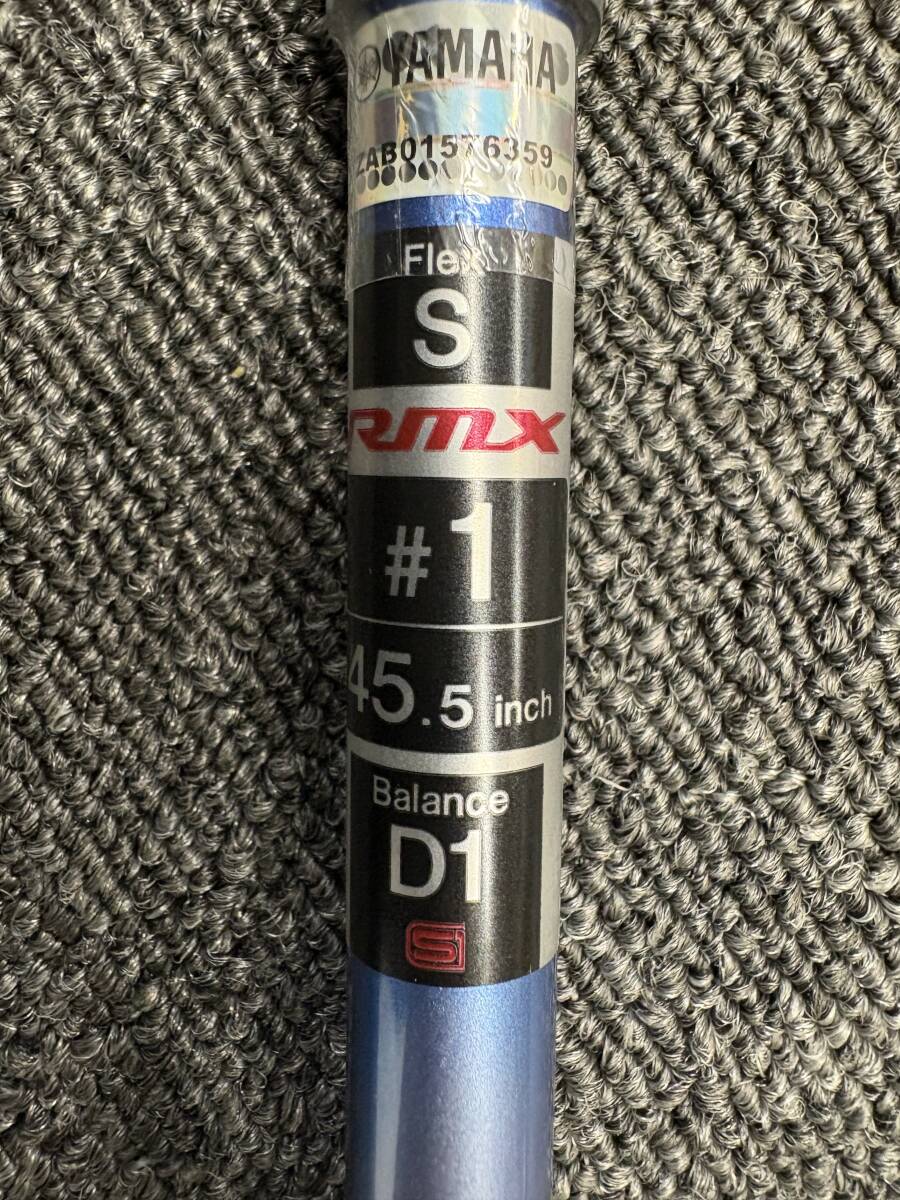 YAMAHA
ZAB01576359
Flex
S
RMX
#1
45.5 inch
Balance
D1
S